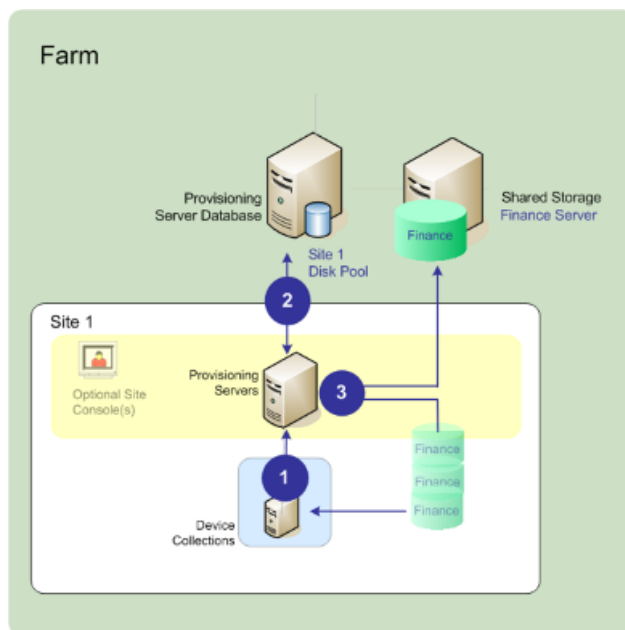 Farm
Provisioning
Server Database
Shared Storage
Finance Server
Finance
Site 1
Disk Pool
2
Site 1
Optional Site
Console(s)
Provisioning
Servers
3
Finance
Finance
Finance
1
Device
Collections